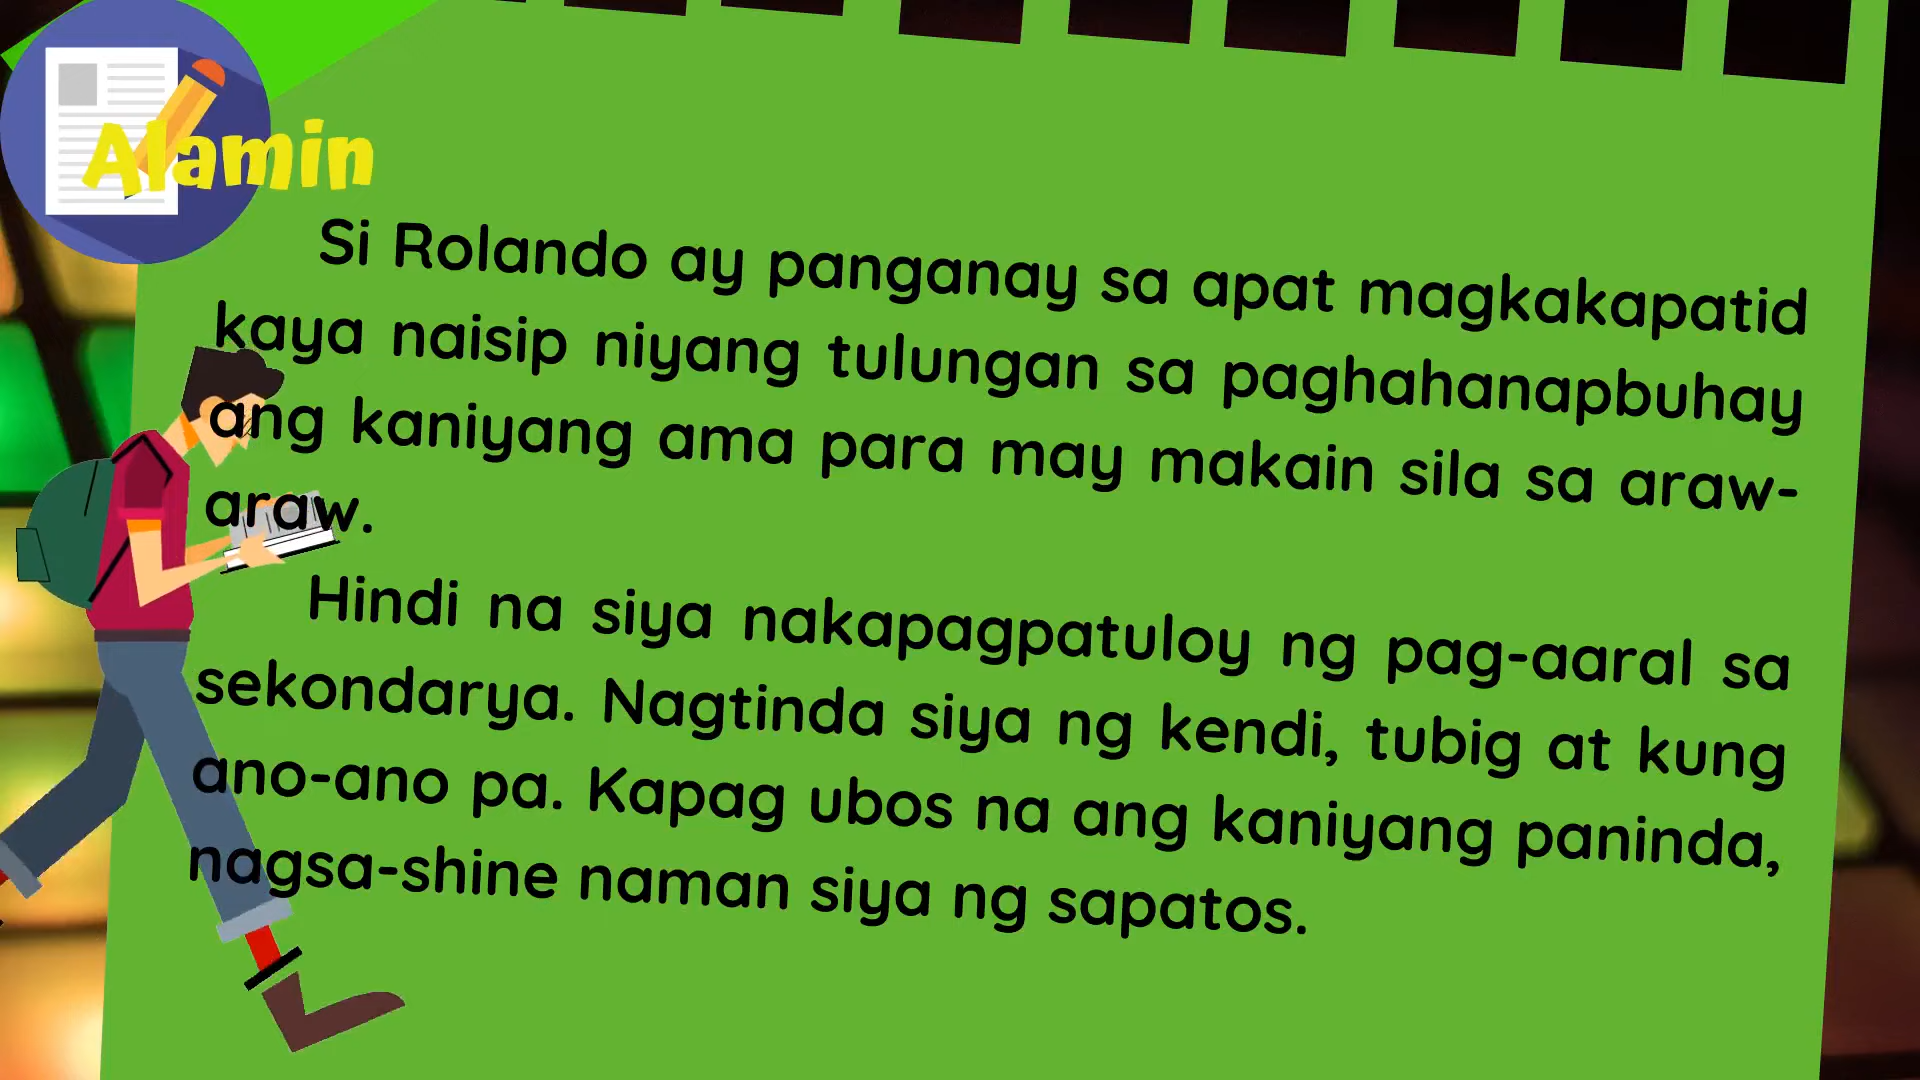 Alamin
Si Rolando ay panganay sa apat magkakapatid
kaya naisip niyang tulungan sa paghahanapbuhay
ang kaniyang ama para may makain sila sa araw-
araw.
Hindi na siya nakapagpatuloy ng pag-aaral sa
sekondarya. Nagtinda siya ng kendi, tubig at kung
ano-ano pa. Kapag ubos na ang kaniyang paninda,
nagsa-shine naman siya ng sapatos.